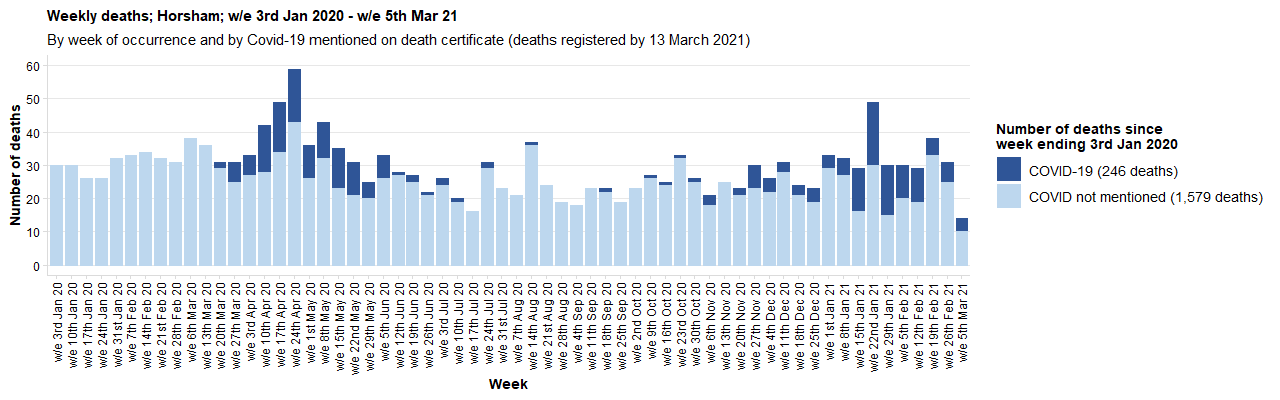 Weekly deaths; Horsham; w/e 3rd Jan 2020 - w/e 5th Mar 21
By week of occurrence and by Covid-19 mentioned on death certificate (deaths registered by 13 March 2021)
Number of deaths
60
50
40
30
20
10
0
w/e 3rd Jan 20
w/e 10th Jan 20
w/e 17th Jan 20
w/e 24th Jan 20
w/e 31st Jan 20
w/e 7th Feb 20
w/e 14th Feb 20
w/e 21st Feb 20
w/e 28th Feb 20
w/e 6th Mar 20
w/e 13th Mar 20
w/e 20th Mar 20
w/e 27th Mar 20
w/e 3rd Apr 20
w/e 10th Apr 20
w/e 17th Apr 20
w/e 24th Apr 20
w/e 1st May 20
w/e 8th May 20
w/e 15th May 20
w/e 22nd May 20
w/e 29th May 20
w/e 5th Jun 20
w/e 12th Jun 20
w/e 19th Jun 20
w/e 26th Jun 20
w/e 3rd Jul 20
w/e 10th Jul 20
w/e 17th Jul 20
w/e 24th Jul 20
w/e 31st Jul 20
w/e 7th Aug 20
w/e 14th Aug 20
w/e 21st Aug 20
w/e 28th Aug 20
w/e 4th Sep 20
w/e 11th Sep 20
w/e 18th Sep 20
w/e 25th Sep 20
w/e 2nd Oct 20
w/e 9th Oct 20
w/e 16th Oct 20
w/e 23rd Oct 20
w/e 30th Oct 20
w/e 6th Nov 20
w/e 13th Nov 20
w/e 20th Nov 20
w/e 27th Nov 20
w/e 4th Dec 20
w/e 11th Dec 20
w/e 18th Dec 20
w/e 25th Dec 20
w/e 1st Jan 21
w/e 8th Jan 21
w/e 15th Jan 21
w/e 22nd Jan 21
w/e 29th Jan 21
w/e 5th Feb 21
w/e 12th Feb 21
w/e 19th Feb 21
w/e 26th Feb 21
w/e 5th Mar 21
Week
Number of deaths since
week ending 3rd Jan 2020
COVID-19 (246 deaths)
COVID not mentioned (1,579 deaths)